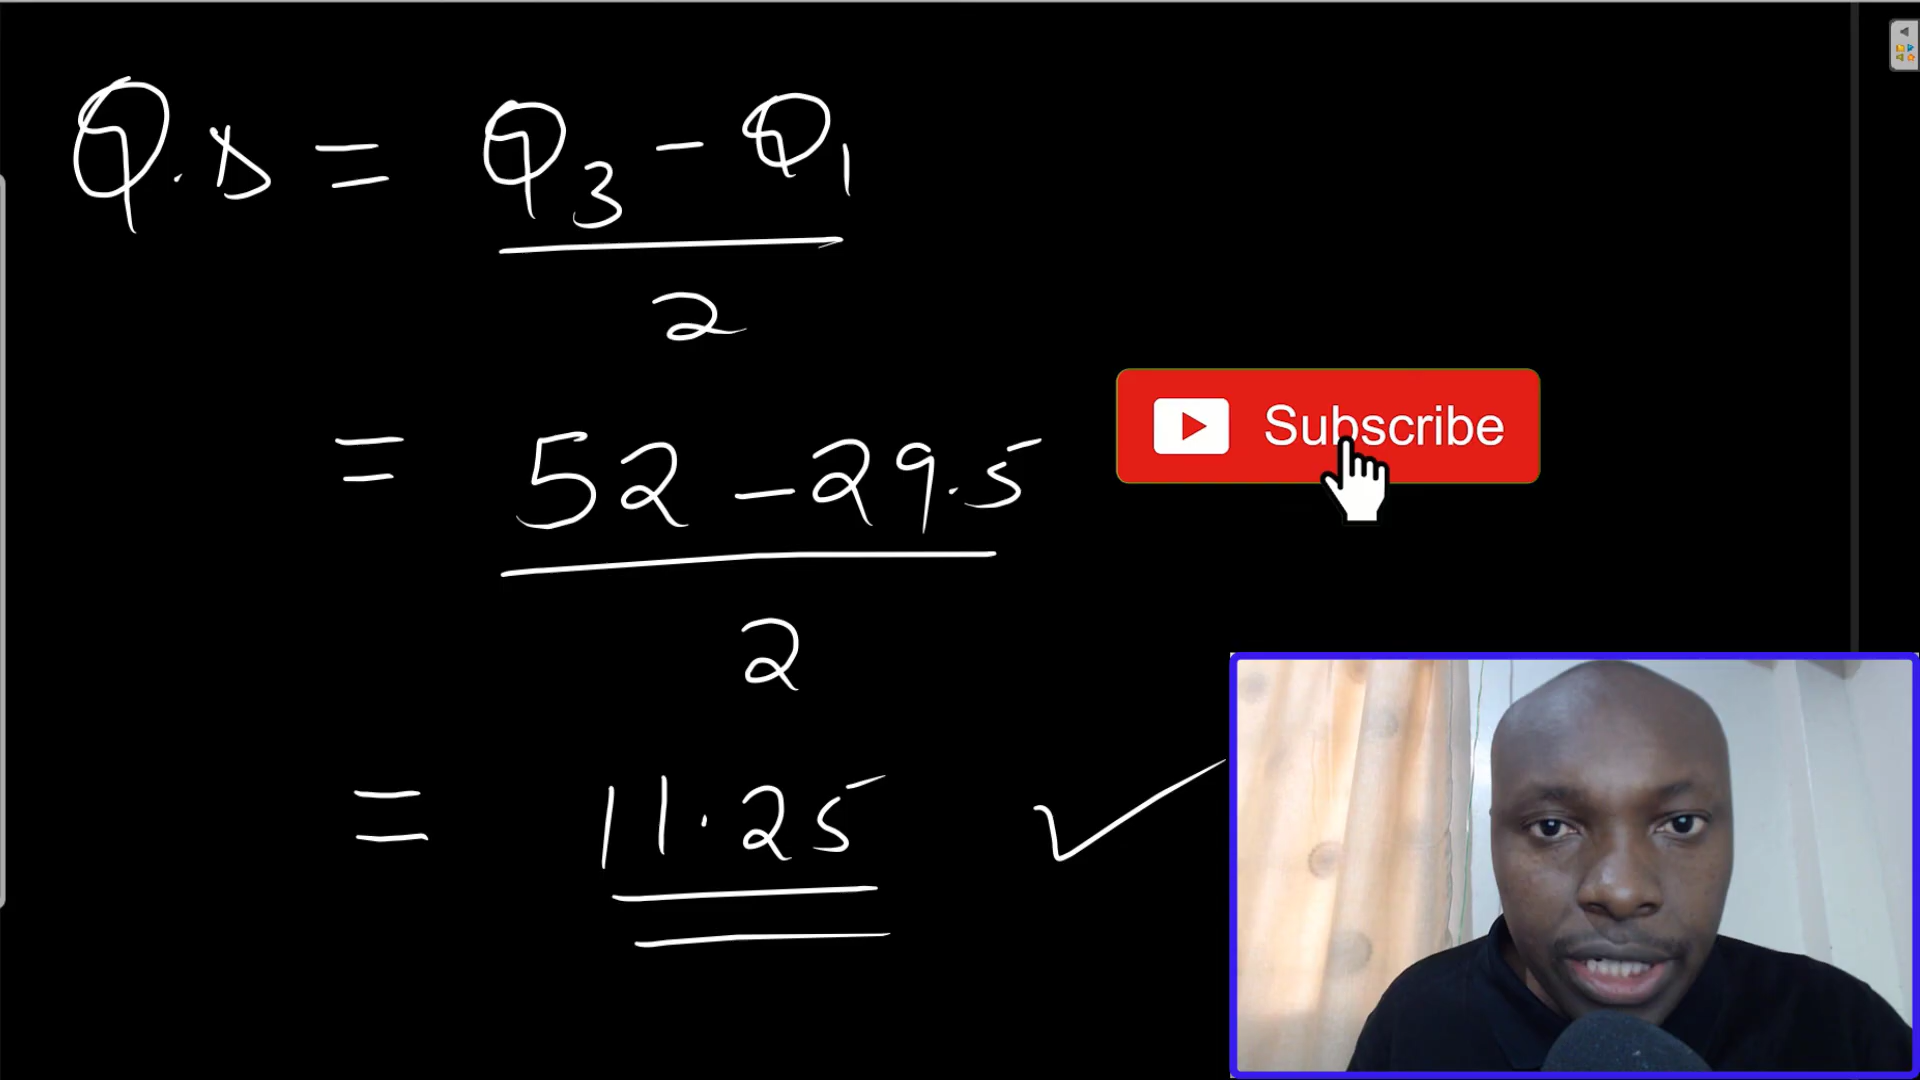 Q.D = Q3 - Q1
2
= 52 - 29.5
2
= 11.25 ✓
Subscribe